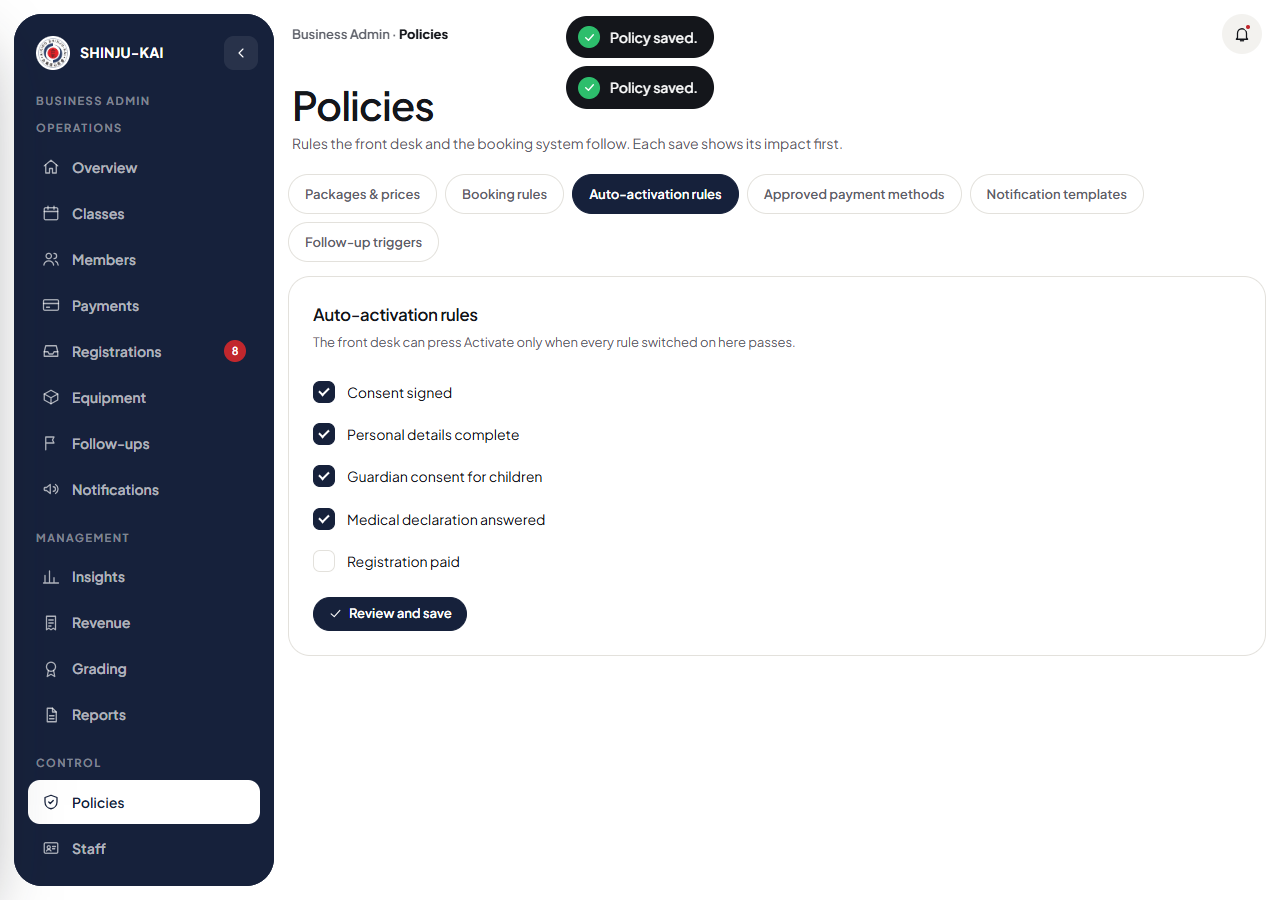 SHINJU-KAI
BUSINESS ADMIN
OPERATIONS
Overview
Classes
Members
Payments
Registrations 8
Equipment
Follow-ups
Notifications
MANAGEMENT
Insights
Revenue
Grading
Reports
CONTROL
Policies
Staff
Business Admin · Policies
Policy saved.
Policy saved.
Policies
Rules the front desk and the booking system follow. Each save shows its impact first.
Packages & prices Booking rules Auto-activation rules Approved payment methods Notification templates
Follow-up triggers
Auto-activation rules
The front desk can press Activate only when every rule switched on here passes.
Consent signed
Personal details complete
Guardian consent for children
Medical declaration answered
Registration paid
Review and save